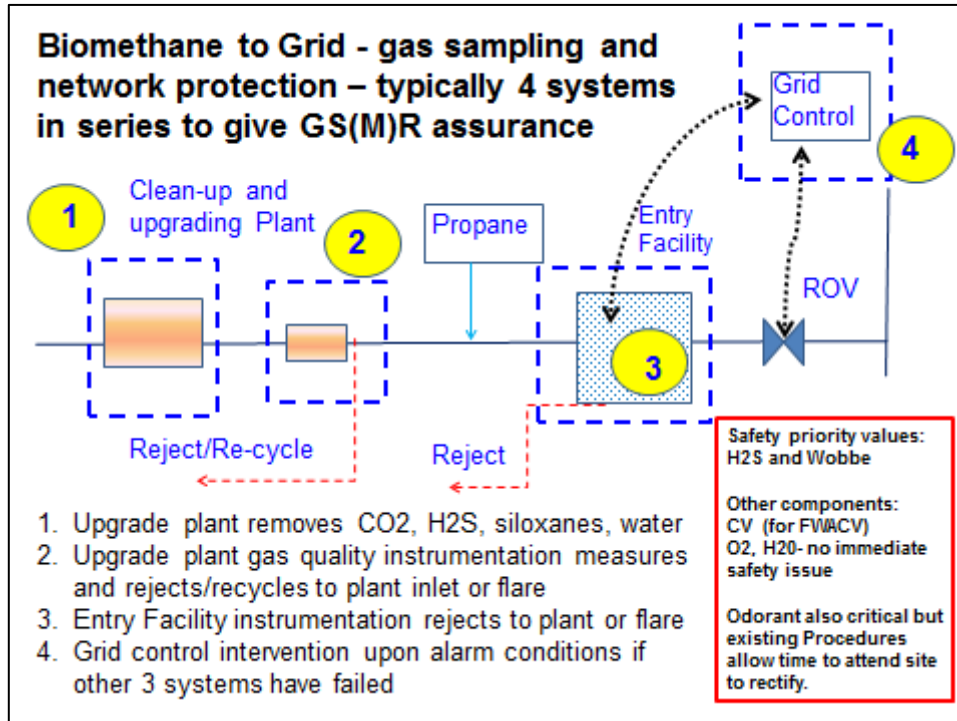 Biomethane to Grid - gas sampling and
network protection – typically 4 systems
in series to give GS(M)R assurance
Grid
Control
4
1
Clean-up and
upgrading Plant
2
Propane
Entry
Facility
ROV
3
Reject/Re-cycle
Reject
Safety priority values:
H2S and Wobbe
Other components:
CV (for FWACV)
O2, H20- no immediate
safety issue
Odorant also critical but
existing Procedures
allow time to attend site
to rectify.
1. Upgrade plant removes CO2, H2S, siloxanes, water
2. Upgrade plant gas quality instrumentation measures
and rejects/recycles to plant inlet or flare
3. Entry Facility instrumentation rejects to plant or flare
4. Grid control intervention upon alarm conditions if
other 3 systems have failed